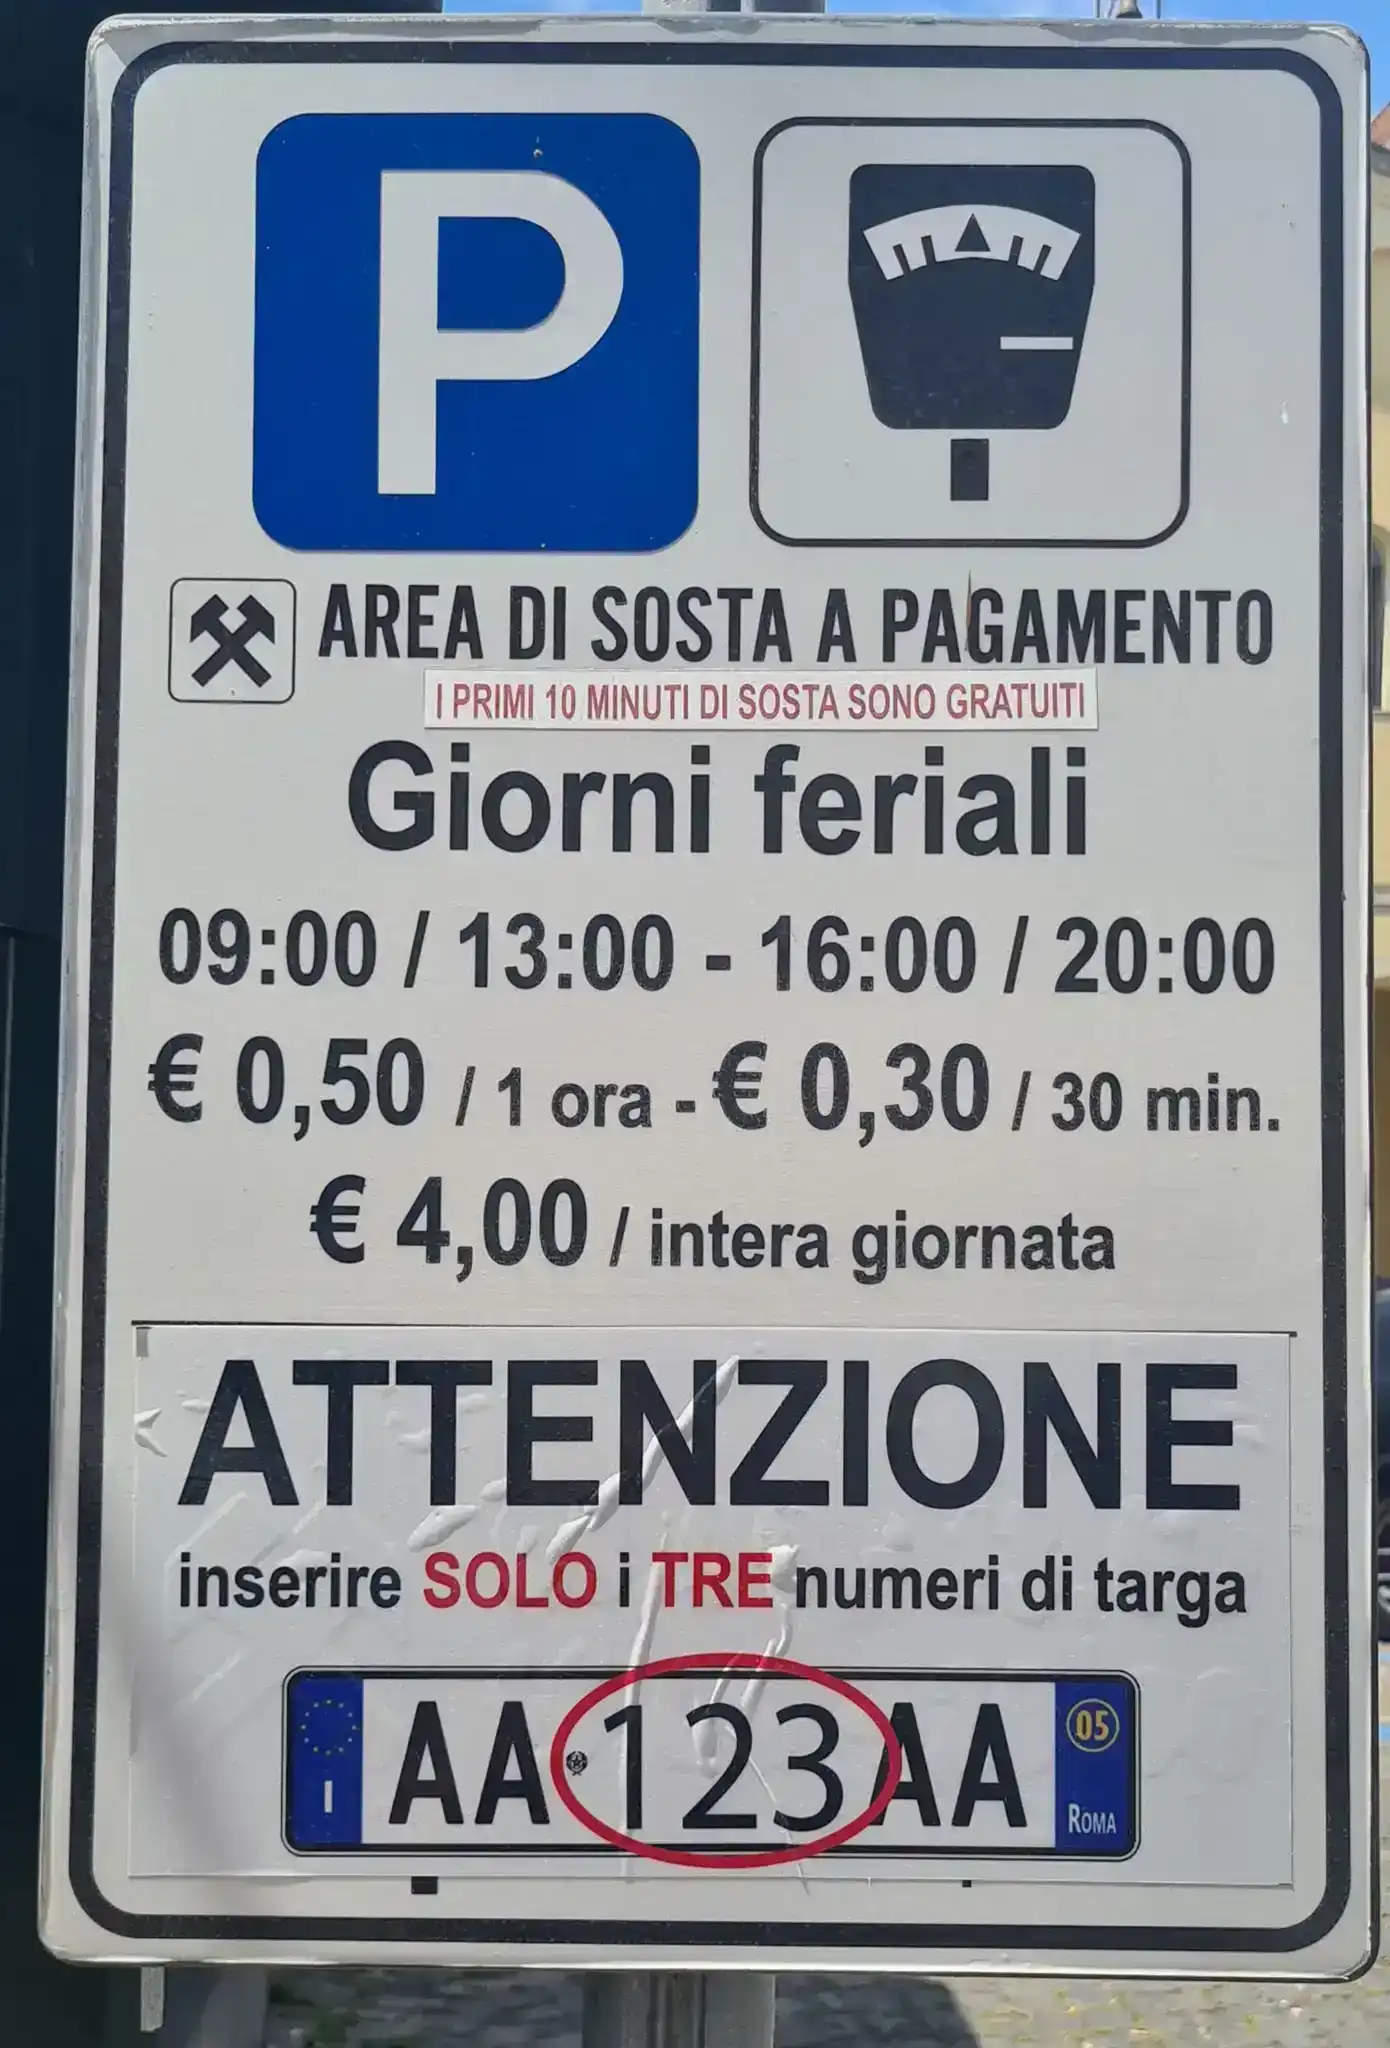 P
AREA DI SOSTA A PAGAMENTO
I PRIMI 10 MINUTI DI SOSTA SONO GRATUITI
Giorni feriali
09:00 / 13:00 - 16:00 / 20:00
€ 0,50 / 1 ora - € 0,30 / 30 min.
€ 4,00 / intera giornata
ATTENZIONE
inserire SOLO i TRE numeri di targa
I AA 123 AA 05 ROMA